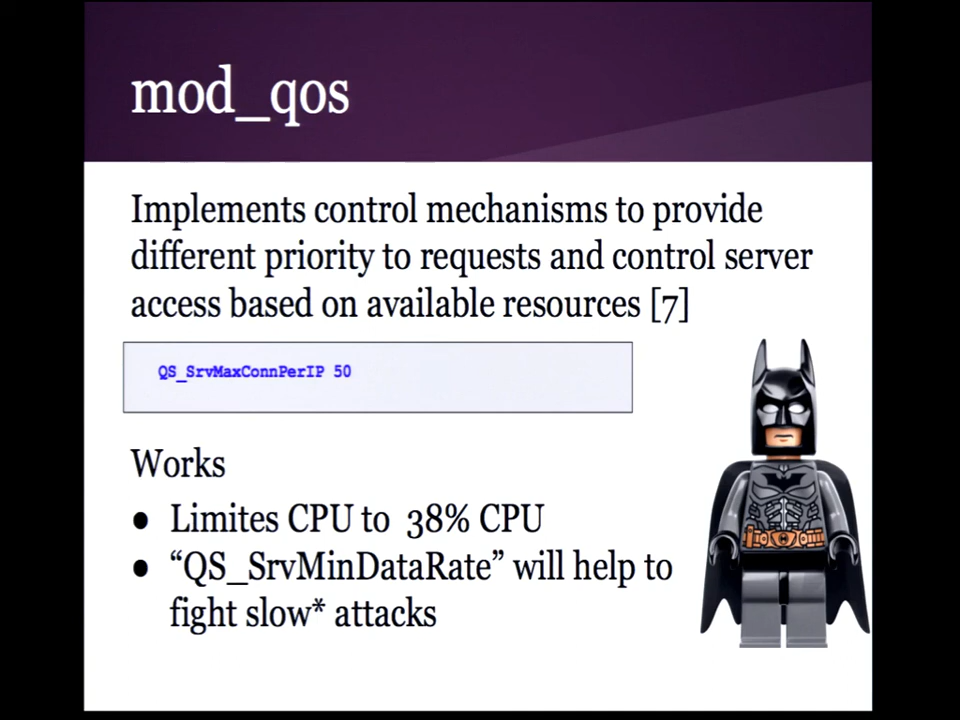 mod_qos
Implements control mechanisms to provide
different priority to requests and control server
access based on available resources [7]
QS_SrvMaxConnPerIP 50
Works
● Limites CPU to 38% CPU
● “QS_SrvMinDataRate” will help to
fight slow* attacks